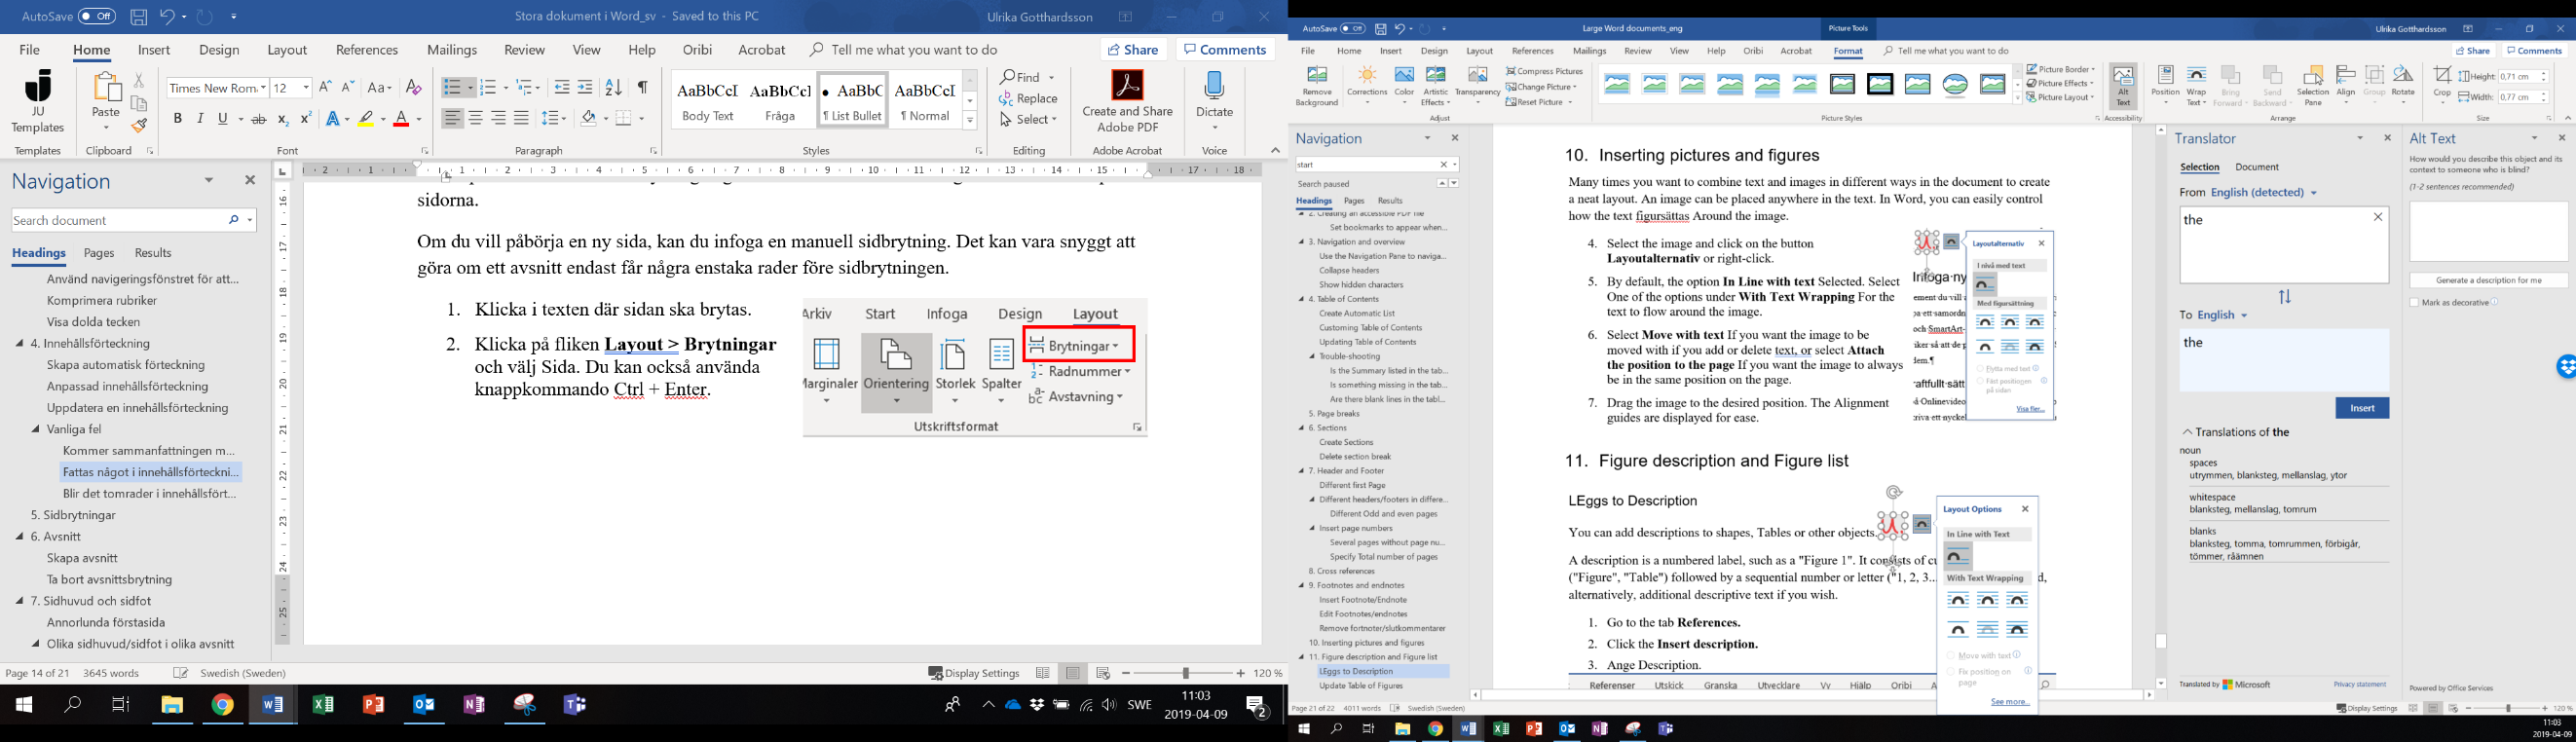 AutoSave Off
Stora dokument i Word_sv - Saved to this PC
Ulrika Gotthardsson
File Home Insert Design Layout References Mailings Review View Help Oribi Acrobat Tell me what you want to do Share Comments
JU Templates
Templates
Paste
Clipboard
Times New Rom 12
Font
Paragraph
AaBbCcI AaBbCcl AaBbC AaBbCcI
Body Text Fråga ¶ List Bullet ¶ Normal
Styles
Find
Replace
Select
Editing
Create and Share Adobe PDF
Adobe Acrobat
Dictate
Voice
Navigation
Search document
Headings Pages Results
Använd navigeringsfönstret för att...
Komprimera rubriker
Visa dolda tecken
4. Innehållsförteckning
Skapa automatisk förteckning
Anpassad innehållsförteckning
Uppdatera en innehållsförteckning
Vanliga fel
Kommer sammanfattningen m...
Fattas något i innehållsförteckni...
Blir det tomrader i innehållsfört...
5. Sidbrytningar
6. Avsnitt
Skapa avsnitt
Ta bort avsnittsbrytning
7. Sidhuvud och sidfot
Annorlunda förstasida
Olika sidhuvud/sidfot i olika avsnitt
sidorna.
Om du vill påbörja en ny sida, kan du infoga en manuell sidbrytning. Det kan vara snyggt att
göra om ett avsnitt endast får några enstaka rader före sidbrytningen.
1. Klicka i texten där sidan ska brytas.
2. Klicka på fliken Layout > Brytningar
och välj Sida. Du kan också använda
knappkommando Ctrl + Enter.
Arkiv Start Infoga Design Layout
Marginaler Orientering Storlek Spalter
Brytningar
Radnummer
Avstavning
Utskriftsformat
Page 14 of 21 3645 words Swedish (Sweden)
Display Settings 120 %
SWE
11:03
2019-04-09
2
AutoSave Off
Large Word documents_eng
Picture Tools
Ulrika Gotthardsson
File Home Insert Design Layout References Mailings Review View Help Oribi Acrobat Format Tell me what you want to do Share Comments
Remove Background
Corrections Color Artistic Effects Transparency
Compress Pictures
Change Picture
Reset Picture
Adjust
Picture Styles
Picture Border
Picture Effects
Picture Layout
Alt Text
Accessibility
Position Wrap Text Bring Forward Send Backward Selection Pane Align Group Rotate
Arrange
Crop
Height: 0,71 cm
Width: 0,77 cm
Size
Navigation
start
Search paused
Headings Pages Results
2. Creating an accessible PDF file
Set bookmarks to appear when...
3. Navigation and overview
Use the Navigation Pane to naviga...
Collapse headers
Show hidden characters
4. Table of Contents
Create Automatic List
Customing Table of Contents
Updating Table of Contents
Trouble-shooting
Is the Summary listed in the tab...
Is something missing in the tab...
Are there blank lines in the tabl...
5. Page breaks
6. Sections
Create Sections
Delete section break
7. Header and Footer
Different first Page
Different headers/footers in differe...
Different Odd and even pages
Insert page numbers
Several pages without page nu...
Specify Total number of pages
8. Cross references
9. Footnotes and endnotes
Insert Footnote/Endnote
Edit Footnotes/endnotes
Remove fortnoter/slutkommentarer
10. Inserting pictures and figures
11. Figure description and Figure list
LEggs to Description
Update Table of Figures
10. Inserting pictures and figures
Many times you want to combine text and images in different ways in the document to create
a neat layout. An image can be placed anywhere in the text. In Word, you can easily control
how the text figursättas Around the image.
4. Select the image and click on the button
Layoutalternativ or right-click.
5. By default, the option In Line with text Selected. Select
One of the options under With Text Wrapping For the
text to flow around the image.
6. Select Move with text If you want the image to be
moved with if you add or delete text, or select Attach
the position to the page If you want the image to always
be in the same position on the page.
7. Drag the image to the desired position. The Alignment
guides are displayed for ease.
Layoutalternativ
I nivå med text
Med figursättning
Flytta med text
Fäst positionen på sidan
Visa fler...
Infoga ny
11. Figure description and Figure list
LEggs to Description
You can add descriptions to shapes, Tables or other objects.
A description is a numbered label, such as a "Figure 1". It consists of cu
("Figure", "Table") followed by a sequential number or letter ("1, 2, 3...
alternatively, additional descriptive text if you wish.
1. Go to the tab References.
2. Click the Insert description.
3. Ange Description.
Referenser Utskick Granska Utvecklare Vy Hjälp Oribi
Layout Options
In Line with Text
With Text Wrapping
Move with text
Fix position on page
See more...
Translator
Selection Document
From English (detected)
the
To English
the
Insert
Translations of the
noun
spaces
utrymmen, blanksteg, mellanslag, ytor
whitespace
blanksteg, mellanslag, tomrum
blanks
blanksteg, tomma, tomrummen, förbigår,
tömmer, råämnen
Translated by Microsoft
Privacy statement
Alt Text
How would you describe this object and its
context to someone who is blind?
(1-2 sentences recommended)
Generate a description for me
Mark as decorative
Powered by Office Services
Page 21 of 22 4011 words Swedish (Sweden)
Display Settings 120 %
11:03
2019-04-09